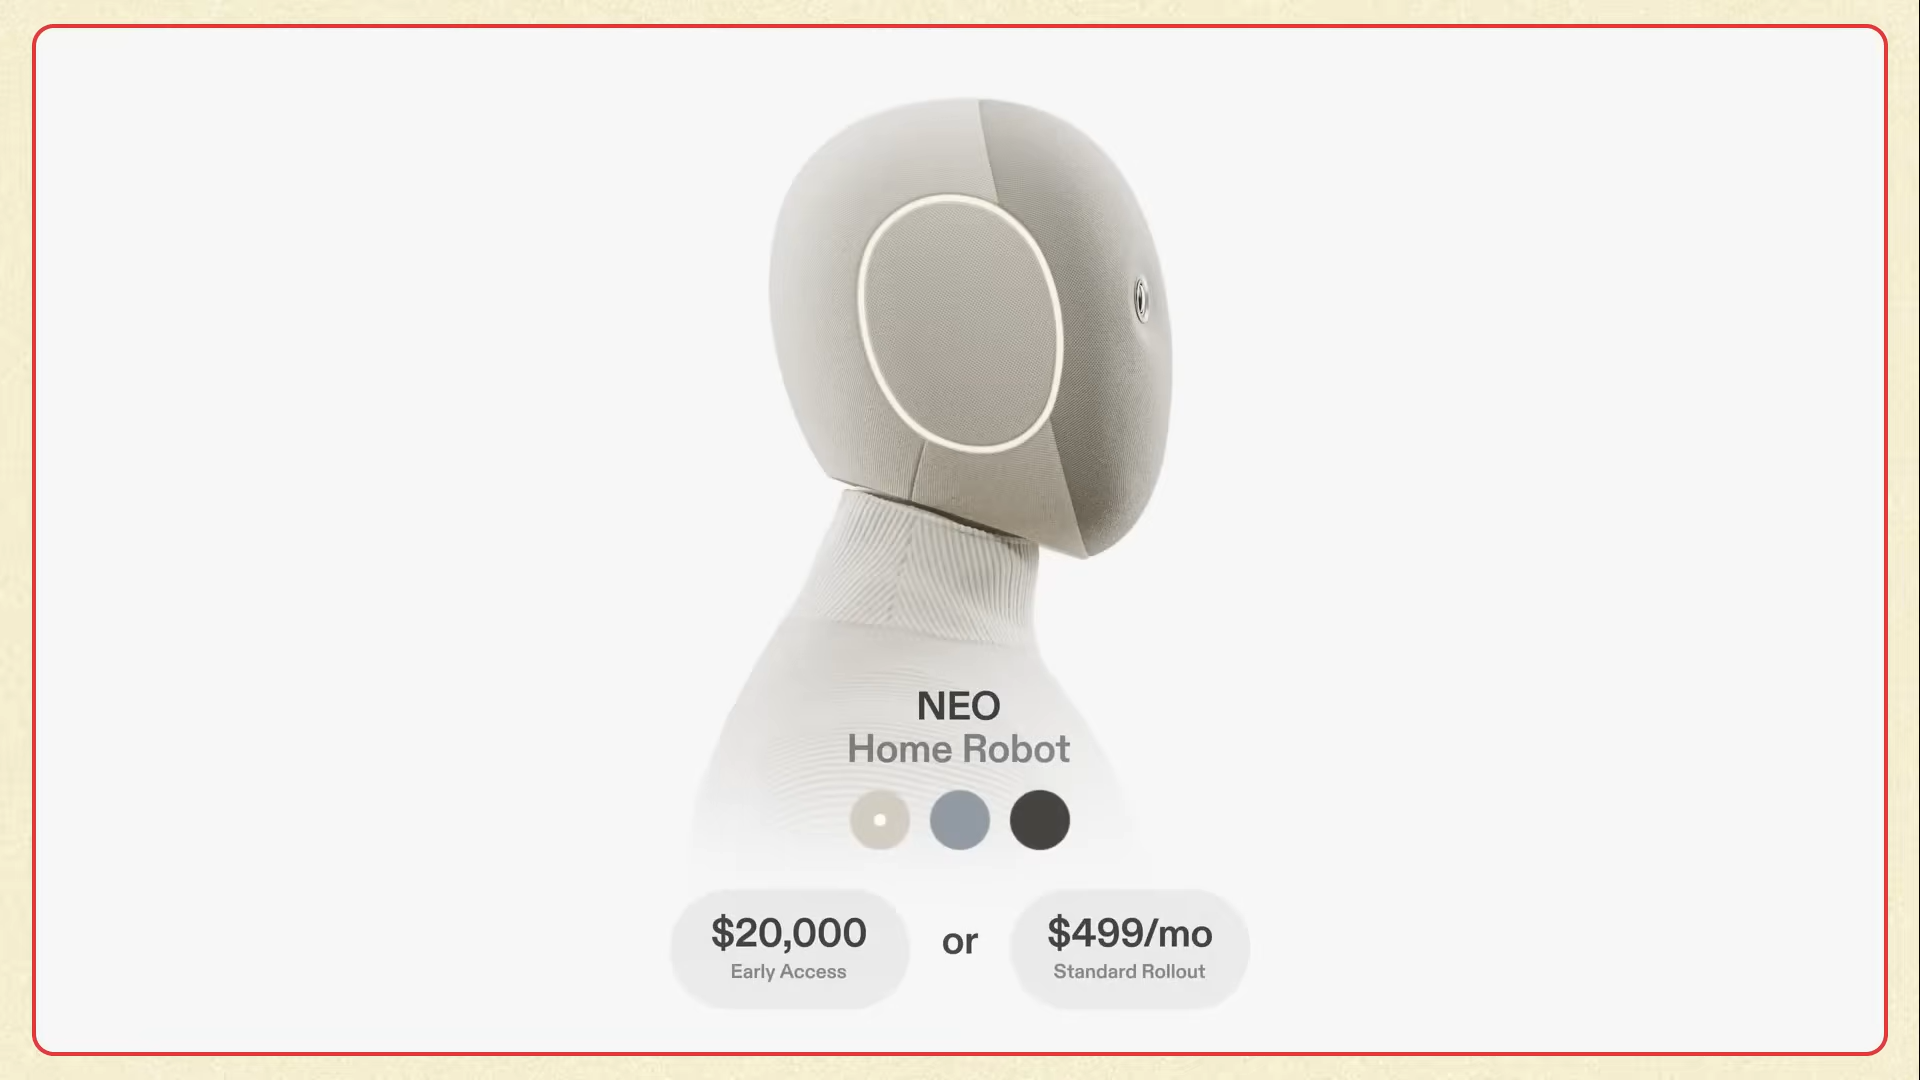 NEO
Home Robot
$20,000
Early Access
or
$499/mo
Standard Rollout